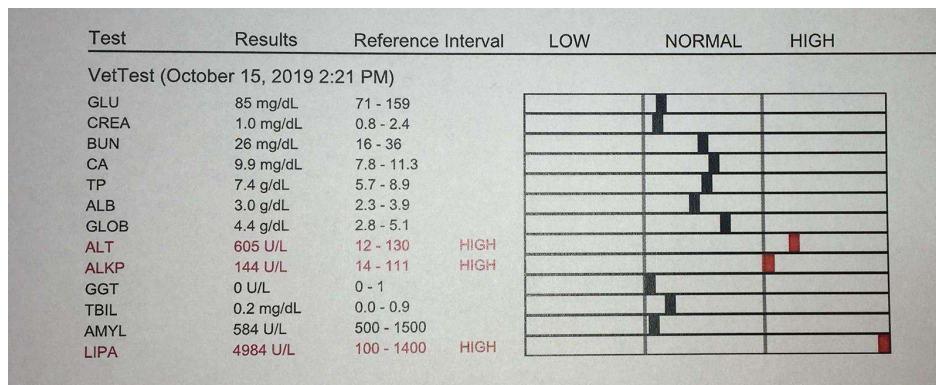 Test Results Reference Interval LOW NORMAL HIGH
VetTest (October 15, 2019 2:21 PM)
GLU 85 mg/dL 71 - 159
CREA 1.0 mg/dL 0.8 - 2.4
BUN 26 mg/dL 16 - 36
CA 9.9 mg/dL 7.8 - 11.3
TP 7.4 g/dL 5.7 - 8.9
ALB 3.0 g/dL 2.3 - 3.9
GLOB 4.4 g/dL 2.8 - 5.1
ALT 605 U/L 12 - 130 HIGH
ALKP 144 U/L 14 - 111 HIGH
GGT 0 U/L 0 - 1
TBIL 0.2 mg/dL 0.0 - 0.9
AMYL 584 U/L 500 - 1500
LIPA 4984 U/L 100 - 1400 HIGH